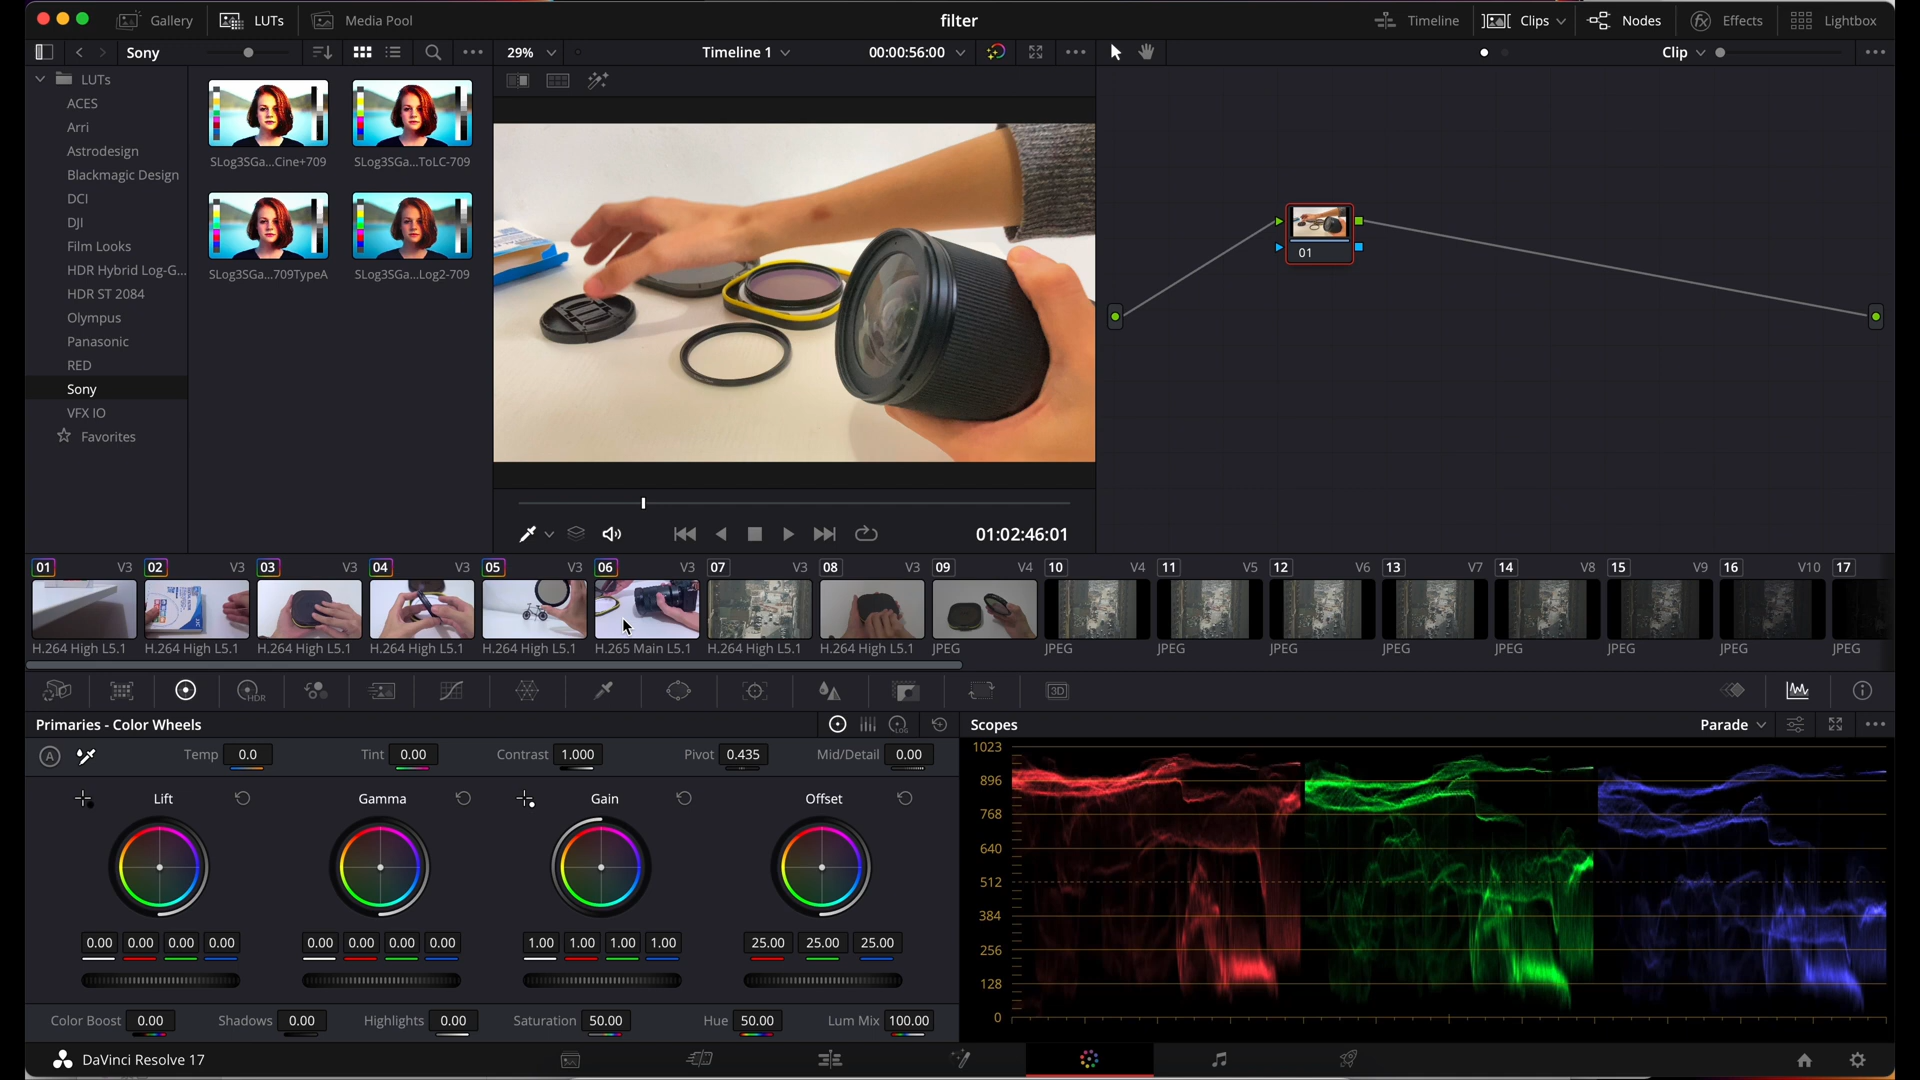 Gallery LUTs Media Pool filter Timeline Clips Nodes Effects Lightbox
Sony 29% Timeline 1 00:00:56:00 Clip
LUTs
ACES
Arri
Astrodesign
Blackmagic Design
DCI
DJI
Film Looks
HDR Hybrid Log-G...
HDR ST 2084
Olympus
Panasonic
RED
Sony
VFX IO
Favorites
SLog3SGa...Cine+709 SLog3SGa...ToLC-709
SLog3SGa...709TypeA SLog3SGa...Log2-709
01
01:02:46:01
01 V3 02 V3 03 V3 04 V3 05 V3 06 V3 07 V3 08 V3 09 V4 10 V4 11 V5 12 V6 13 V7 14 V8 15 V9 16 V10 17
H.264 High L5.1 H.264 High L5.1 H.264 High L5.1 H.264 High L5.1 H.264 High L5.1 H.265 Main L5.1 H.264 High L5.1 H.264 High L5.1 JPEG JPEG JPEG JPEG JPEG JPEG JPEG JPEG JPEG
HDR 3D
Primaries - Color Wheels LOG
A Temp 0.0 Tint 0.00 Contrast 1.000 Pivot 0.435 Mid/Detail 0.00
Lift Gamma Gain Offset
0.00 0.00 0.00 0.00 0.00 0.00 0.00 0.00 1.00 1.00 1.00 1.00 25.00 25.00 25.00
Color Boost 0.00 Shadows 0.00 Highlights 0.00 Saturation 50.00 Hue 50.00 Lum Mix 100.00
Scopes Parade
1023
896
768
640
512
384
256
128
0
DaVinci Resolve 17